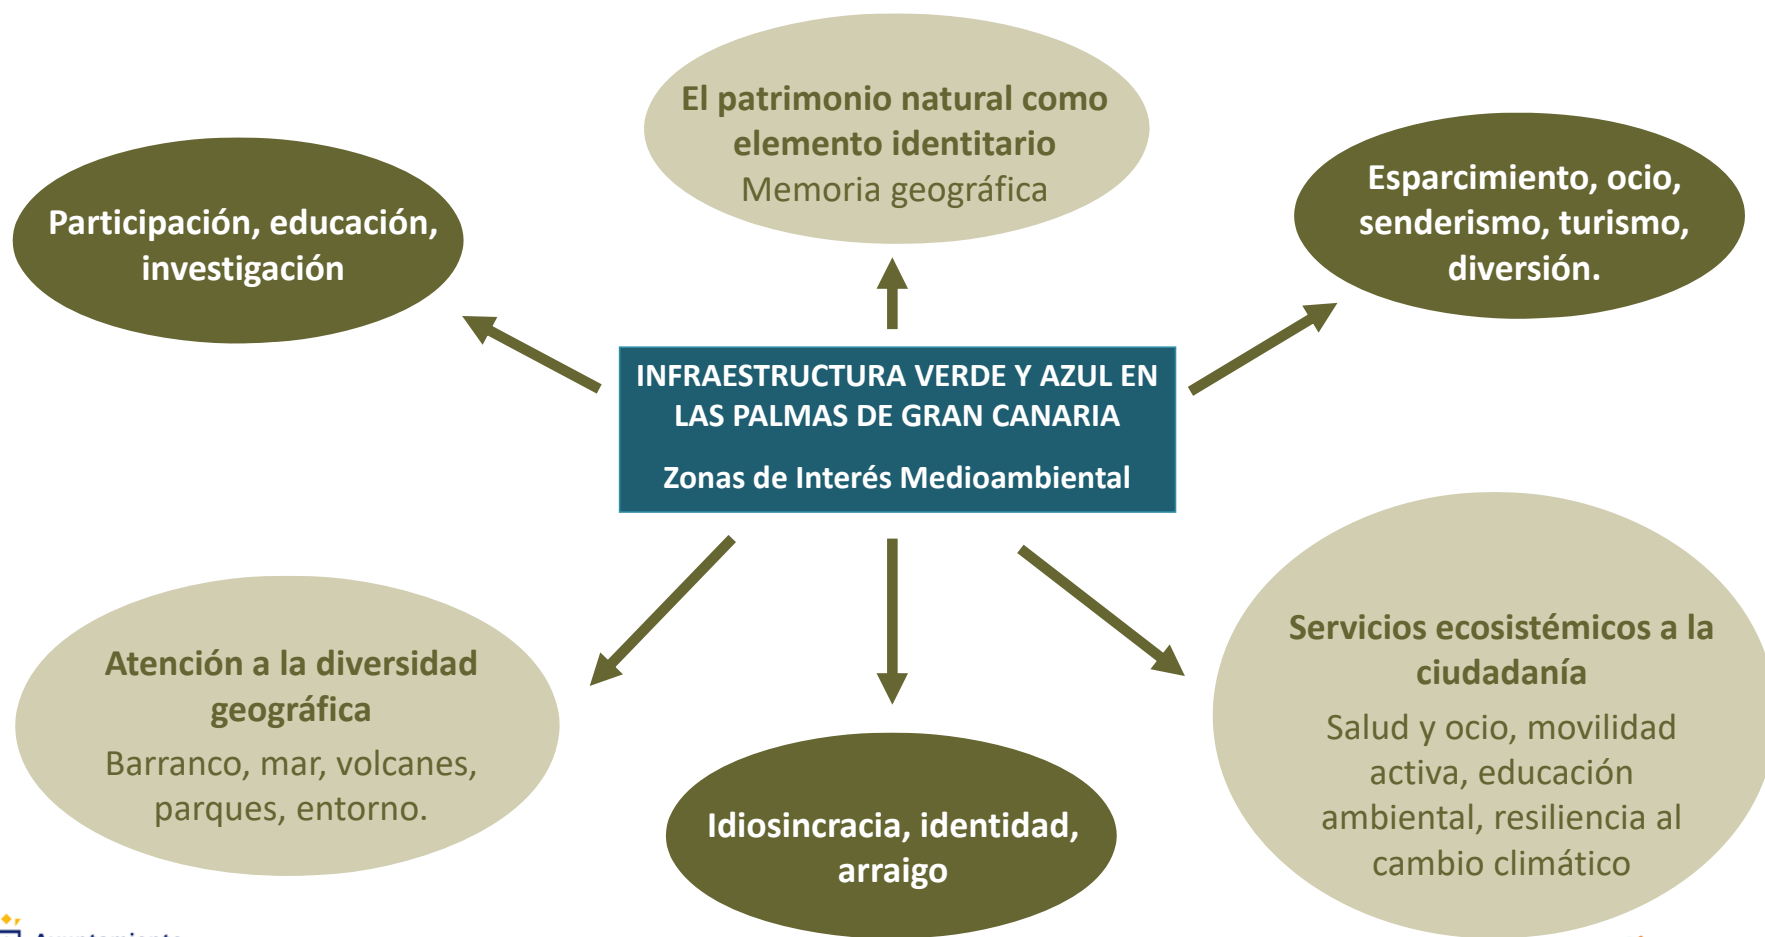 El patrimonio natural como
elemento identitario
Memoria geográfica
Participación, educación,
investigación
Esparcimiento, ocio,
senderismo, turismo,
diversión.
INFRAESTRUCTURA VERDE Y AZUL EN
LAS PALMAS DE GRAN CANARIA
Zonas de Interés Medioambiental
Atención a la diversidad
geográfica
Barranco, mar, volcanes,
parques, entorno.
Idiosincracia, identidad,
arraigo
Servicios ecosistémicos a la
ciudadanía
Salud y ocio, movilidad
activa, educación
ambiental, resiliencia al
cambio climático
Ayuntamiento